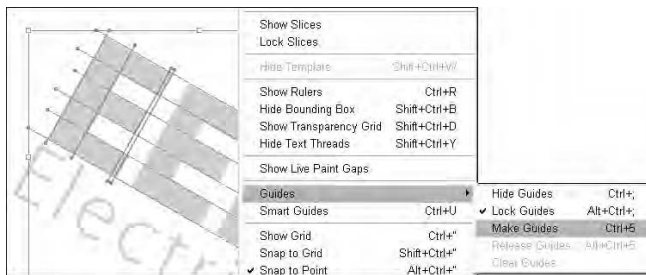 Show Slices
Lock Slices
Hide Template Shift+Ctrl+W
Show Rulers Ctrl+R
Hide Bounding Box Shift+Ctrl+B
Show Transparency Grid Shift+Ctrl+D
Hide Text Threads Shift+Ctrl+Y
Show Live Paint Gaps
Guides
Smart Guides Ctrl+U
Show Grid Ctrl+"
Snap to Grid Shift+Ctrl+"
✔ Snap to Point Alt+Ctrl+"
Hide Guides Ctrl+;
✔ Lock Guides Alt+Ctrl+;
Make Guides Ctrl+5
Release Guides Alt+Ctrl+5
Clear Guides
Electr